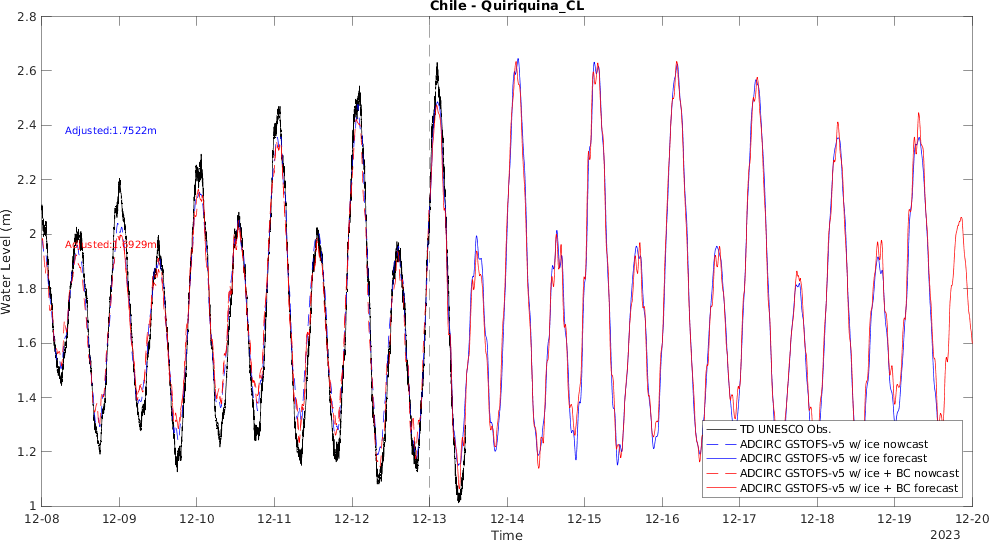 Chile - Quiriquina_CL
2.8
2.6
2.4
2.2
2
1.8
1.6
1.4
1.2
1
Water Level (m)
Adjusted:1.7522m
Adjusted:1.6929m
TD UNESCO Obs.
ADCIRC GSTOFS-v5 w/ ice nowcast
ADCIRC GSTOFS-v5 w/ ice forecast
ADCIRC GSTOFS-v5 w/ ice + BC nowcast
ADCIRC GSTOFS-v5 w/ ice + BC forecast
12-08 12-09 12-10 12-11 12-12 12-13 12-14 12-15 12-16 12-17 12-18 12-19 12-20
Time
2023